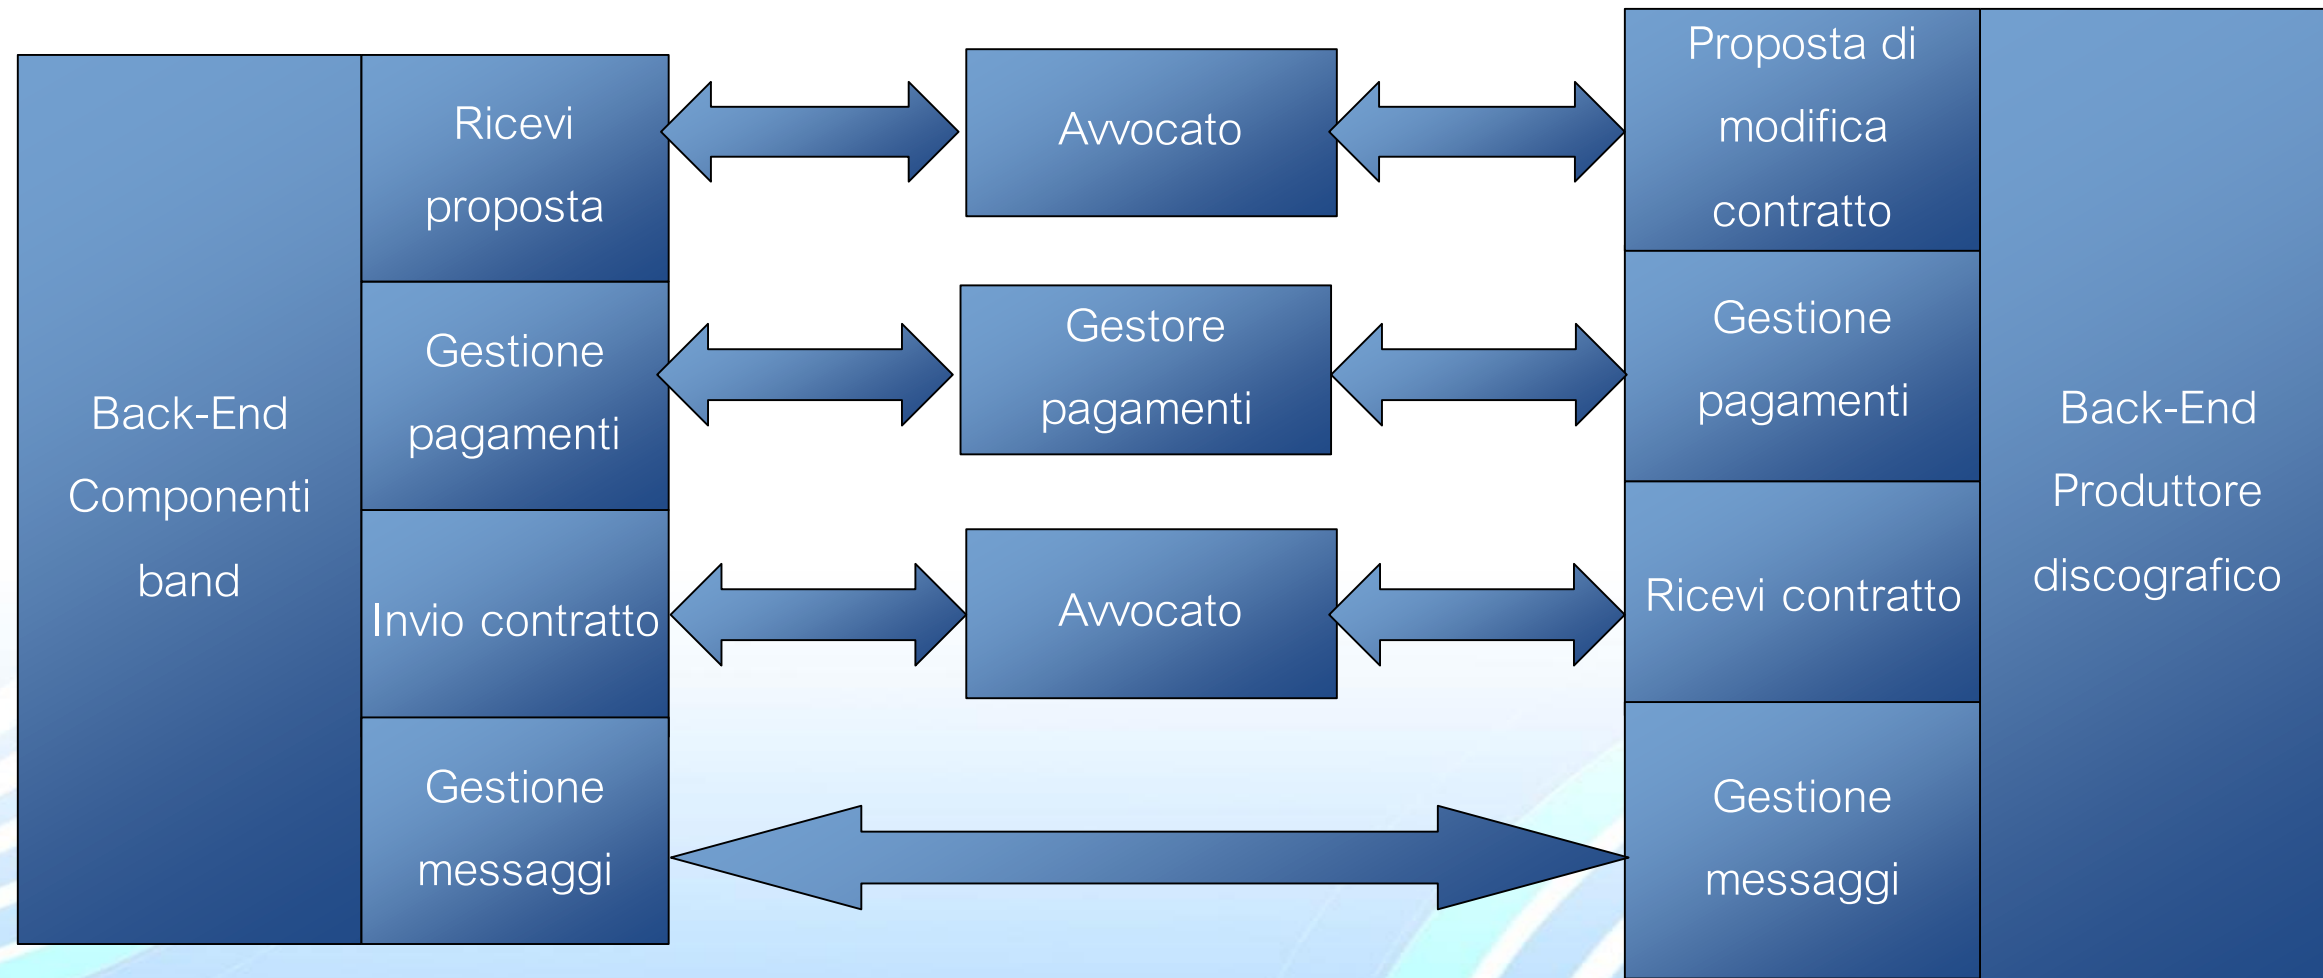 Back-End
Componenti
band
Ricevi
proposta
Gestione
pagamenti
Invio contratto
Gestione
messaggi
Avvocato
Gestore
pagamenti
Avvocato
Proposta di
modifica
contratto
Gestione
pagamenti
Ricevi contratto
Gestione
messaggi
Back-End
Produttore
discografico